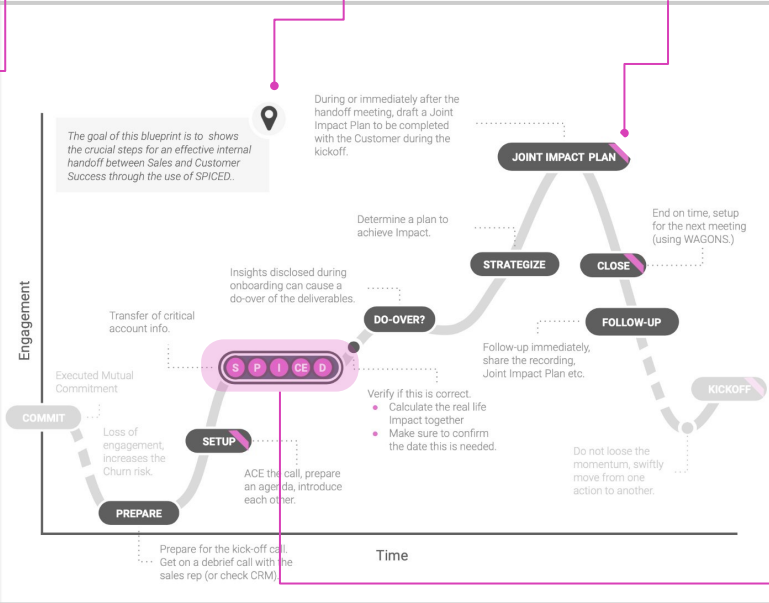 During or immediately after the
handoff meeting, draft a Joint
Impact Plan to be completed
with the Customer during the
kickoff.
The goal of this blueprint is to  shows
the crucial steps for an effective internal
handoff between Sales and Customer
Success through the use of SPICED..
JOINT IMPACT PLAN
Determine a plan to
achieve Impact.
End on time, setup
for the next meeting
(using WAGONS.)
STRATEGIZE
CLOSE
Insights disclosed during
onboarding can cause a
do-over of the deliverables.
Transfer of critical
account info.
DO-OVER?
FOLLOW-UP
Engagement
Follow-up immediately,
share the recording,
Joint Impact Plan etc.
S P I CE D
Executed Mutual
Commitment
Verify if this is correct.
● Calculate the real life
Impact together
● Make sure to confirm
the date this is needed.
KICKOFF
COMMIT
Loss of
engagement,
increases the
Churn risk.
SETUP
Do not loose the
momentum, swiftly
move from one
action to another.
ACE the call, prepare
an agenda, introduce
each other.
PREPARE
Prepare for the kick-off call.
Get on a debrief call with the
sales rep (or check CRM).
Time